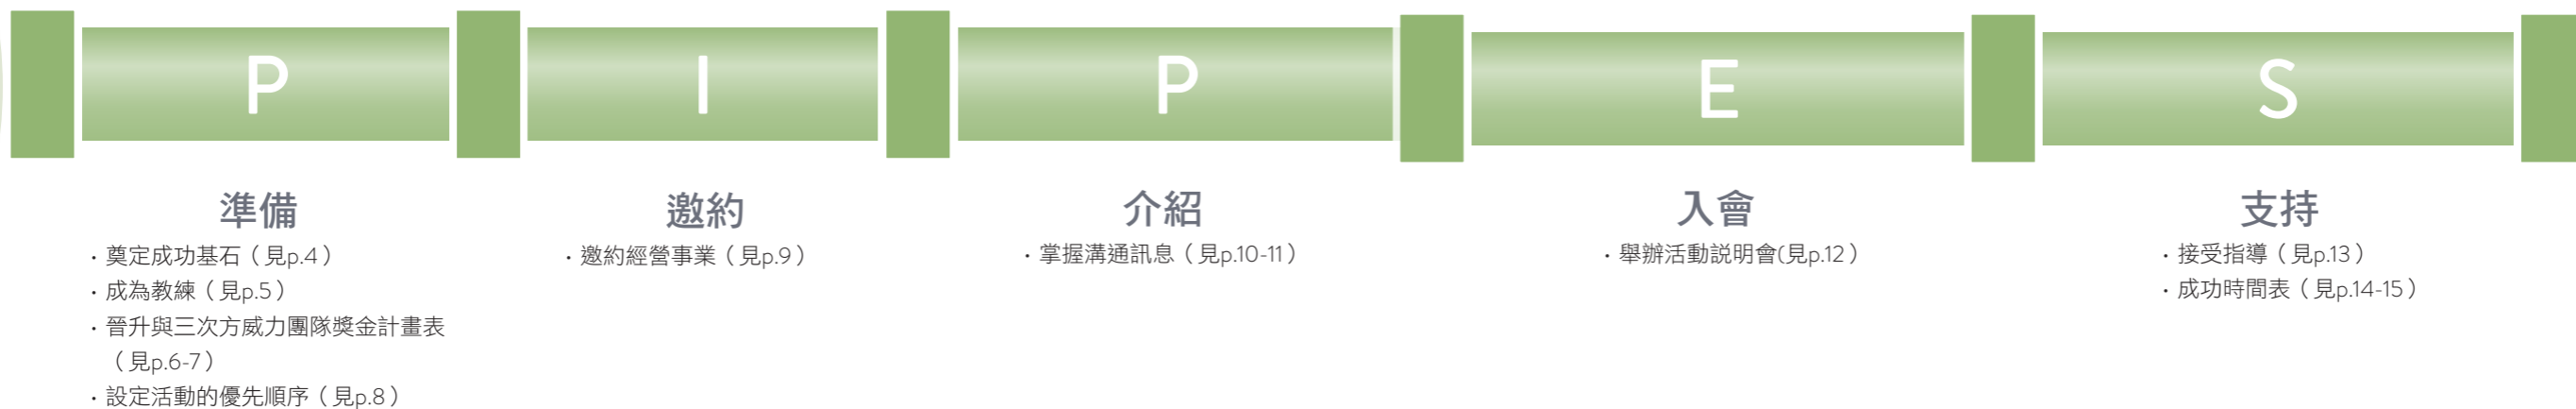 P
I
P
E
S
準備
・奠定成功基石（見p.4）
・成為教練（見p.5）
・晉升與三次方威力團隊獎金計畫表
（見p.6-7）
・設定活動的優先順序（見p.8）
邀約
・邀約經營事業（見p.9）
介紹
・掌握溝通訊息（見p.10-11）
入會
・舉辦活動説明會(見p.12）
支持
・接受指導（見p.13）
・成功時間表（見p.14-15）